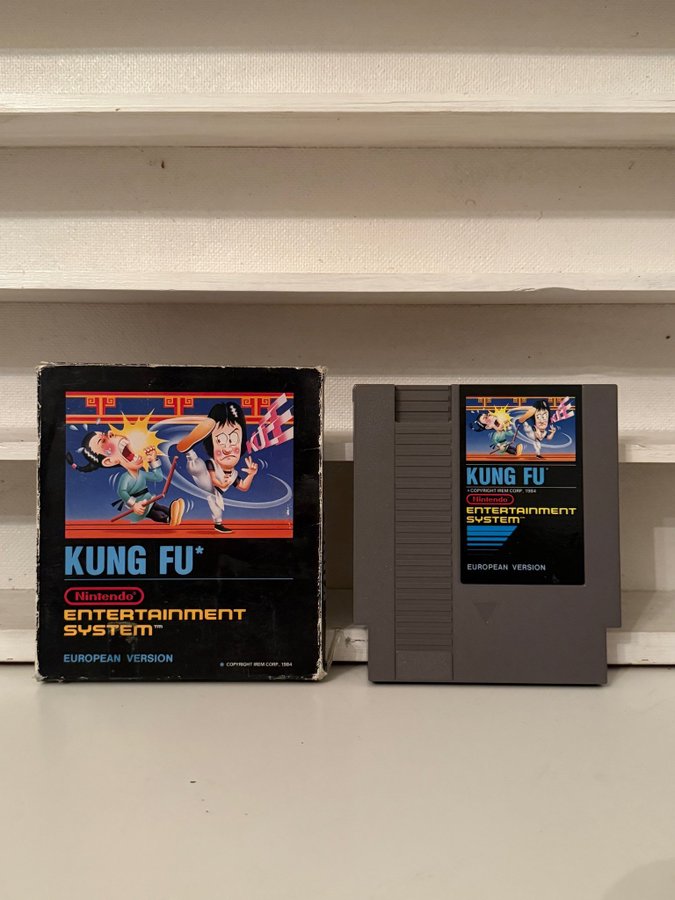 KUNG FU*
Nintendo®
ENTERTAINMENT
SYSTEM™
EUROPEAN VERSION
* COPYRIGHT IREM CORP., 1984
KUNG FU*
* COPYRIGHT IREM CORP., 1984
Nintendo®
ENTERTAINMENT
SYSTEM™
EUROPEAN VERSION